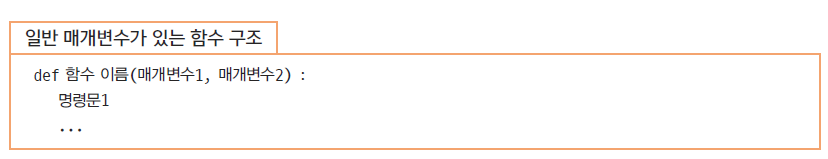 일반 매개변수가 있는 함수 구조
def 함수 이름(매개변수1, 매개변수2) :
명령문1
...